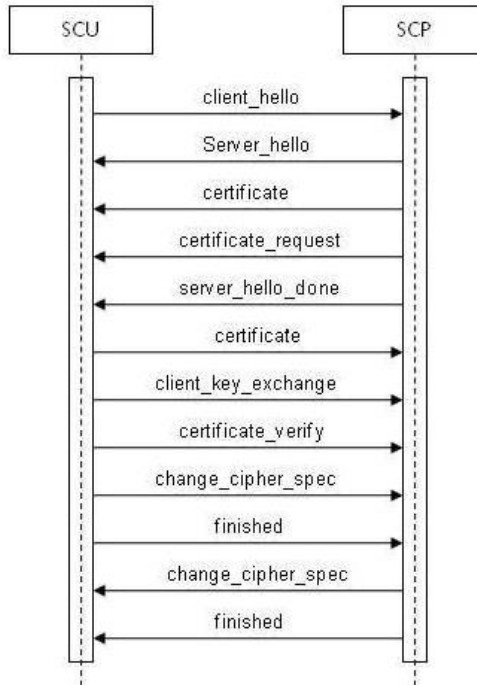 SCU
SCP
client_hello
Server_hello
certificate
certificate_request
server_hello_done
certificate
client_key_exchange
certificate_verify
change_cipher_spec
finished
change_cipher_spec
finished